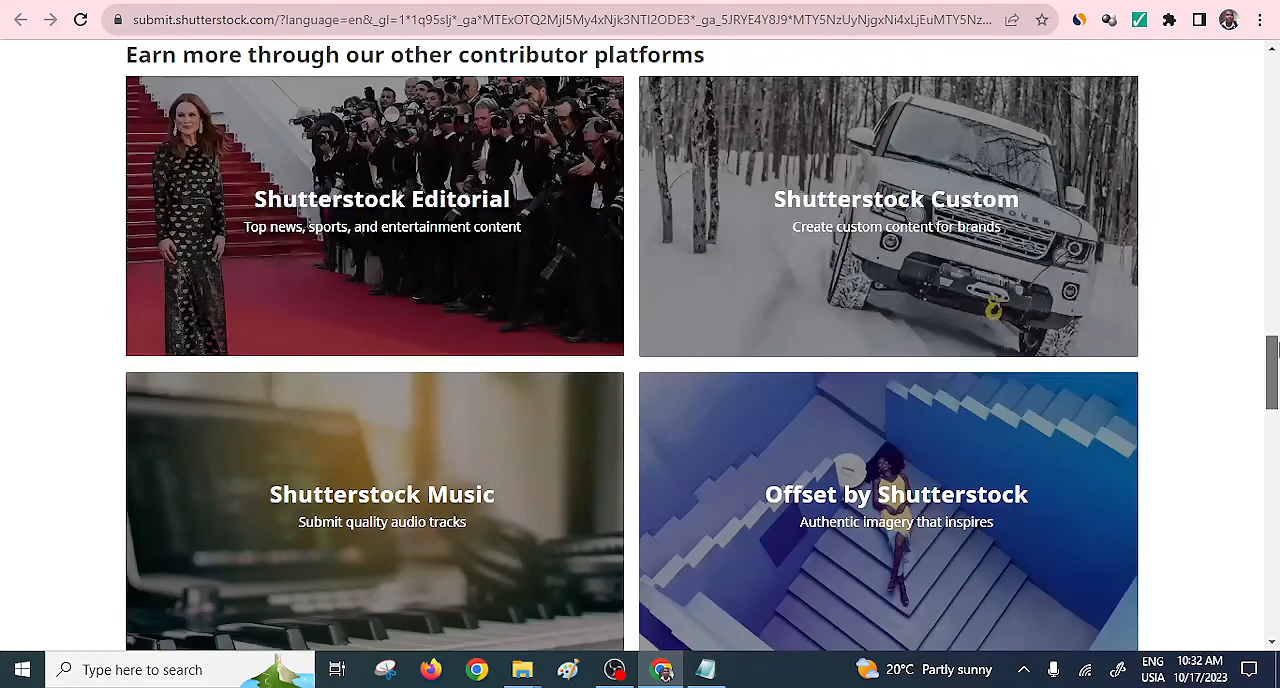 submit.shutterstock.com/?language=en&_gl=1*1q95slj*_ga*MTExOTQ2MjI5My4xNjk3NTI2ODE3*_ga_5JRYE4Y8J9*MTY5NzUyNjgxNi4xLjEuMTY5Nz...
Earn more through our other contributor platforms
Shutterstock Editorial
Top news, sports, and entertainment content
Shutterstock Custom
Create custom content for brands
Shutterstock Music
Submit quality audio tracks
Offset by Shutterstock
Authentic imagery that inspires
Type here to search
20°C Partly sunny
ENG
USIA
10:32 AM
10/17/2023